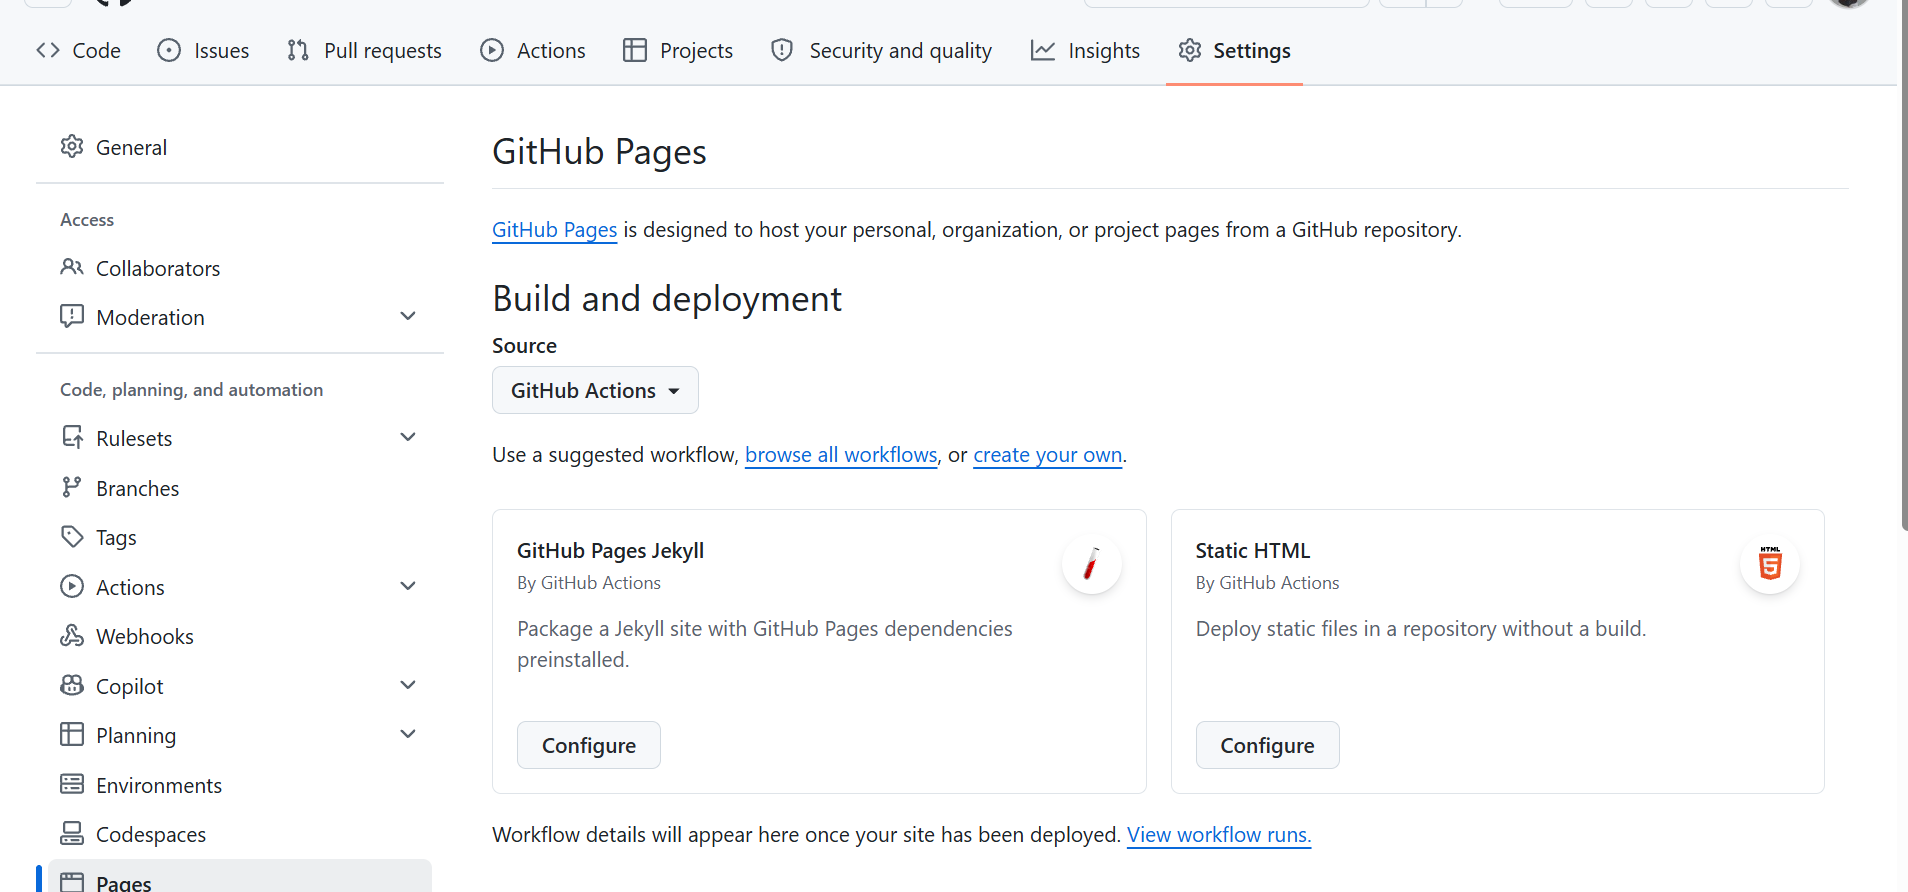 Code Issues Pull requests Actions Projects Security and quality Insights Settings
General
Access
Collaborators
Moderation
Code, planning, and automation
Rulesets
Branches
Tags
Actions
Webhooks
Copilot
Planning
Environments
Codespaces
Pages
GitHub Pages
GitHub Pages is designed to host your personal, organization, or project pages from a GitHub repository.
Build and deployment
Source
GitHub Actions
Use a suggested workflow, browse all workflows, or create your own.
GitHub Pages Jekyll
By GitHub Actions
Package a Jekyll site with GitHub Pages dependencies
preinstalled.
Configure
Static HTML
By GitHub Actions
HTML
5
Deploy static files in a repository without a build.
Configure
Workflow details will appear here once your site has been deployed. View workflow runs.